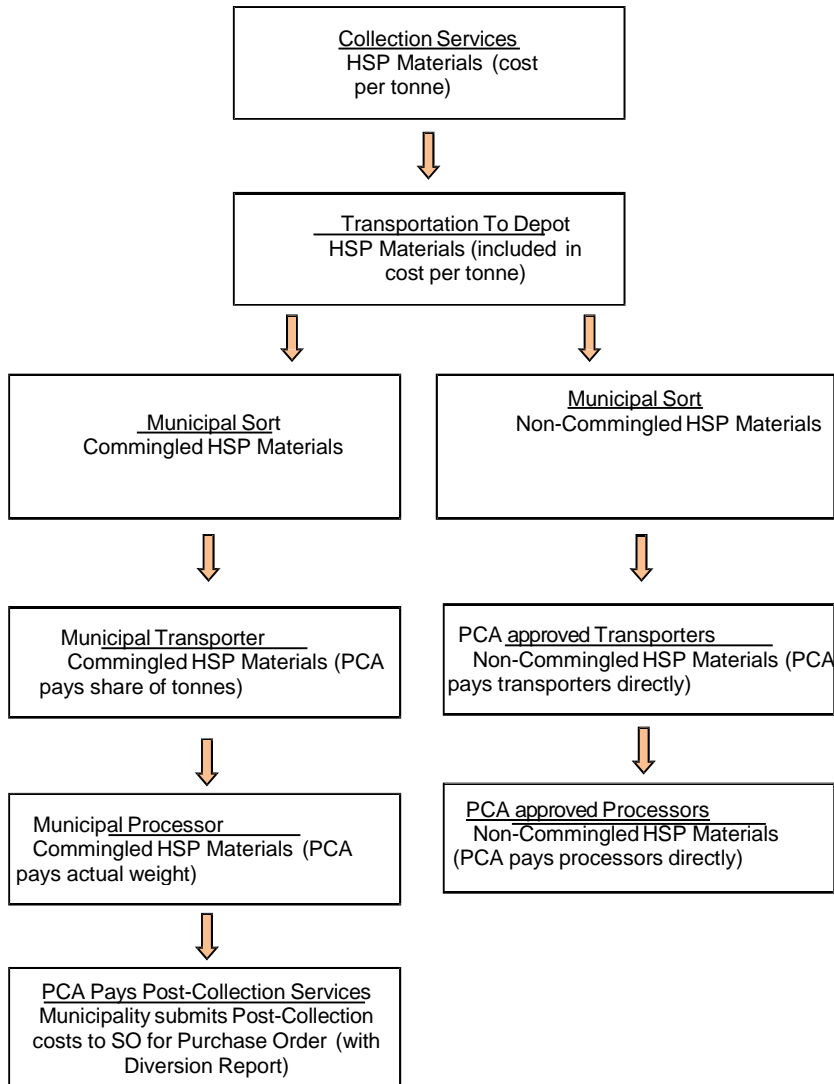 Collection Services
HSP Materials (cost
per tonne)
Transportation To Depot
HSP Materials (included in
cost per tonne)
Municipal Sort
Commingled HSP Materials
Municipal Sort
Non-Commingled HSP Materials
Municipal Transporter
Commingled HSP Materials (PCA
pays share of tonnes)
PCA approved Transporters
Non-Commingled HSP Materials (PCA
pays transporters directly)
Municipal Processor
Commingled HSP Materials (PCA
pays actual weight)
PCA approved Processors
Non-Commingled HSP Materials
(PCA pays processors directly)
PCA Pays Post-Collection Services
Municipality submits Post-Collection
costs to SO for Purchase Order (with
Diversion Report)